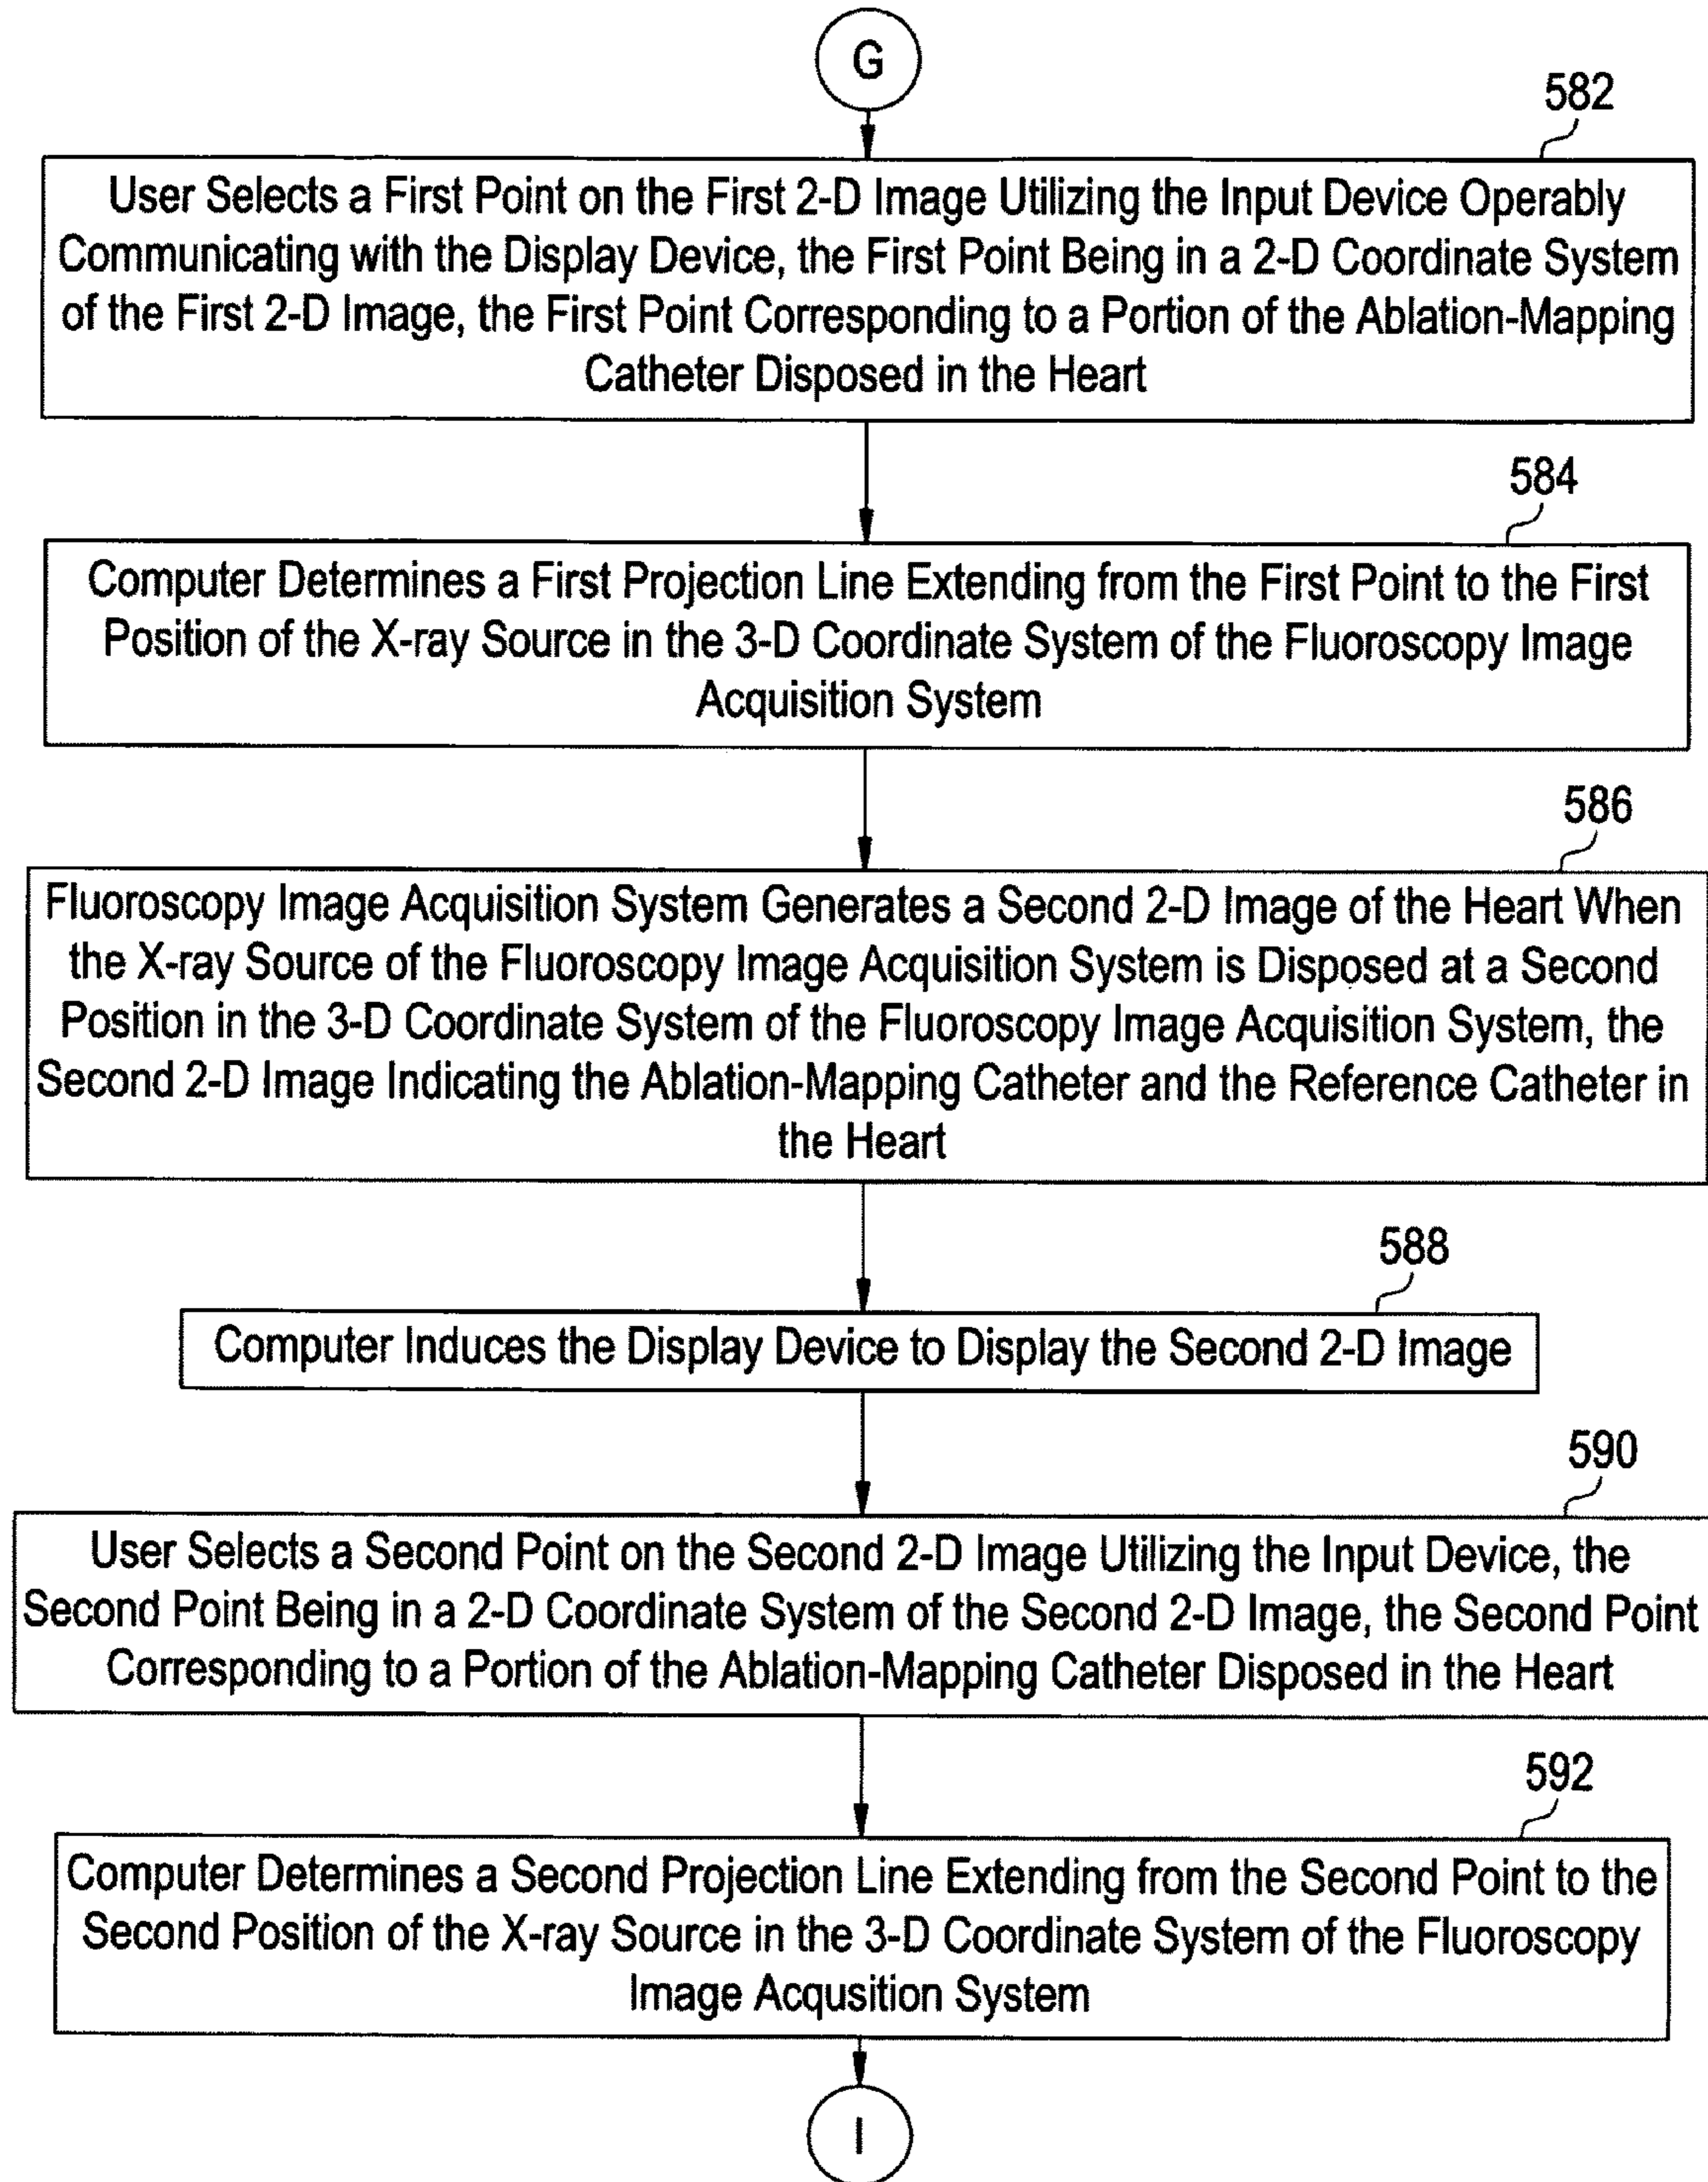 G
582
User Selects a First Point on the First 2-D Image Utilizing the Input Device Operably
Communicating with the Display Device, the First Point Being in a 2-D Coordinate System
of the First 2-D Image, the First Point Corresponding to a Portion of the Ablation-Mapping
Catheter Disposed in the Heart
584
Computer Determines a First Projection Line Extending from the First Point to the First
Position of the X-ray Source in the 3-D Coordinate System of the Fluoroscopy Image
Acquisition System
586
Fluoroscopy Image Acquisition System Generates a Second 2-D Image of the Heart When
the X-ray Source of the Fluoroscopy Image Acquisition System is Disposed at a Second
Position in the 3-D Coordinate System of the Fluoroscopy Image Acquisition System, the
Second 2-D Image Indicating the Ablation-Mapping Catheter and the Reference Catheter in
the Heart
588
Computer Induces the Display Device to Display the Second 2-D Image
590
User Selects a Second Point on the Second 2-D Image Utilizing the Input Device, the
Second Point Being in a 2-D Coordinate System of the Second 2-D Image, the Second Point
Corresponding to a Portion of the Ablation-Mapping Catheter Disposed in the Heart
592
Computer Determines a Second Projection Line Extending from the Second Point to the
Second Position of the X-ray Source in the 3-D Coordinate System of the Fluoroscopy
Image Acqusition System
I